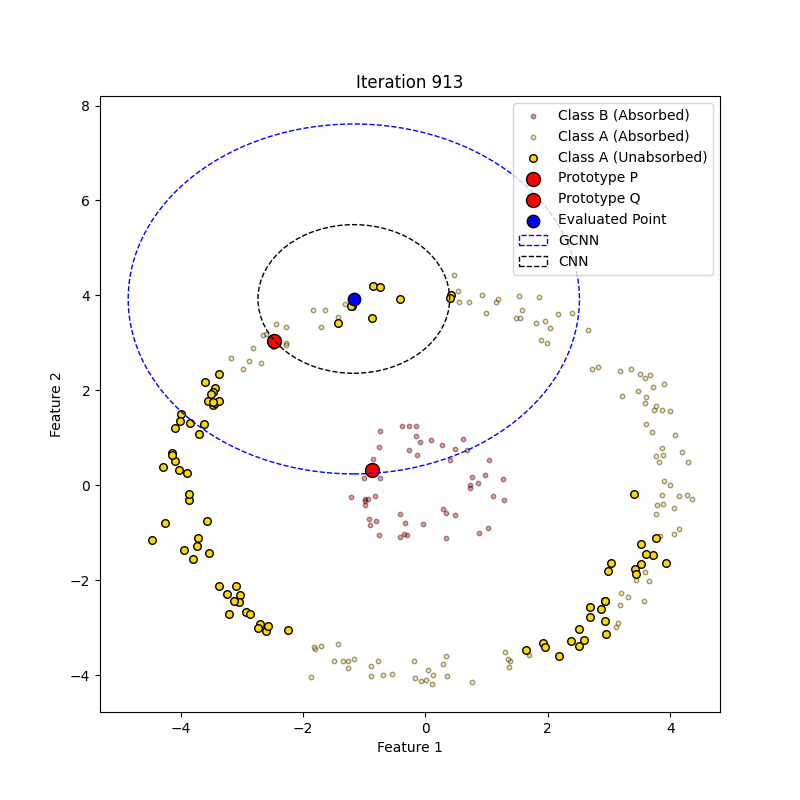 Iteration 913
Class B (Absorbed)
Class A (Absorbed)
Class A (Unabsorbed)
Prototype P
Prototype Q
Evaluated Point
GCNN
CNN
8
6
4
2
0
−2
−4
Feature 2
−4
−2
0
2
4
Feature 1